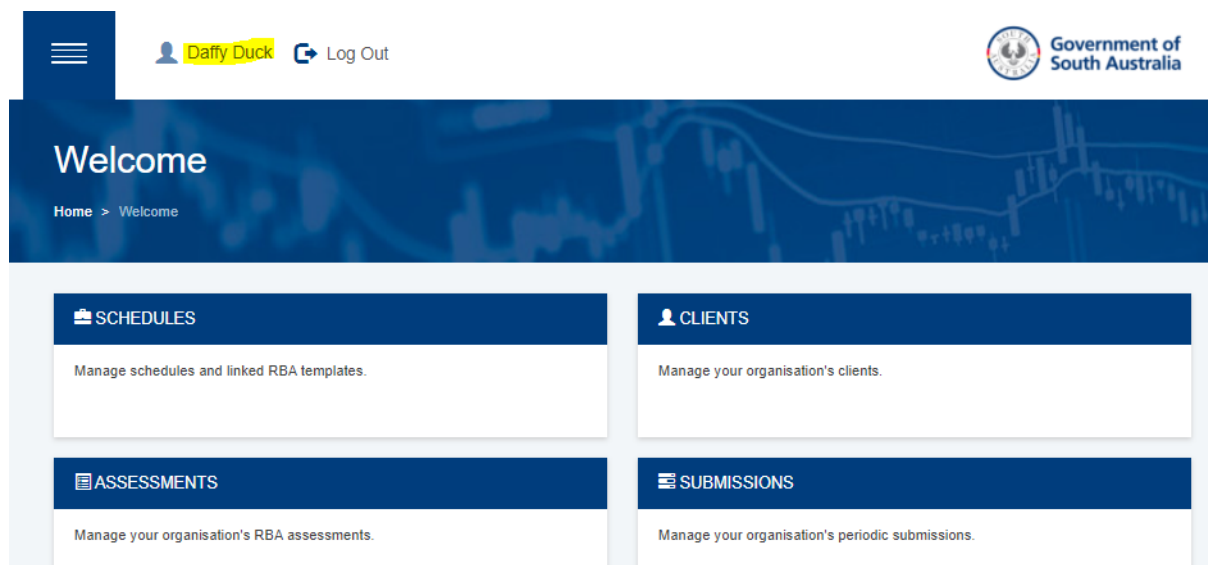 Daffy Duck Log Out
Government of
South Australia
Welcome
Home > Welcome
SCHEDULES
Manage schedules and linked RBA templates.
CLIENTS
Manage your organisation's clients.
ASSESSMENTS
Manage your organisation's RBA assessments.
SUBMISSIONS
Manage your organisation's periodic submissions.